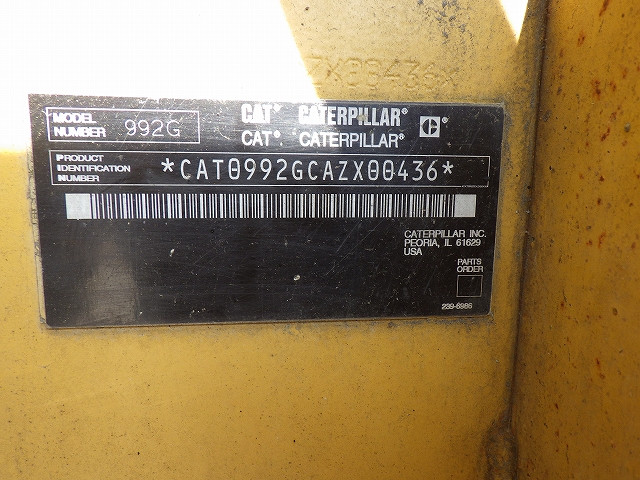 ZX00436*
MODEL NUMBER 992G
CAT® CATERPILLAR®
CAT® CATERPILLAR® C®
PRODUCT IDENTIFICATION NUMBER *CAT0992GCAZX00436*
CATERPILLAR INC.
PEORIA, IL 61629
USA
PARTS
ORDER
239-6986